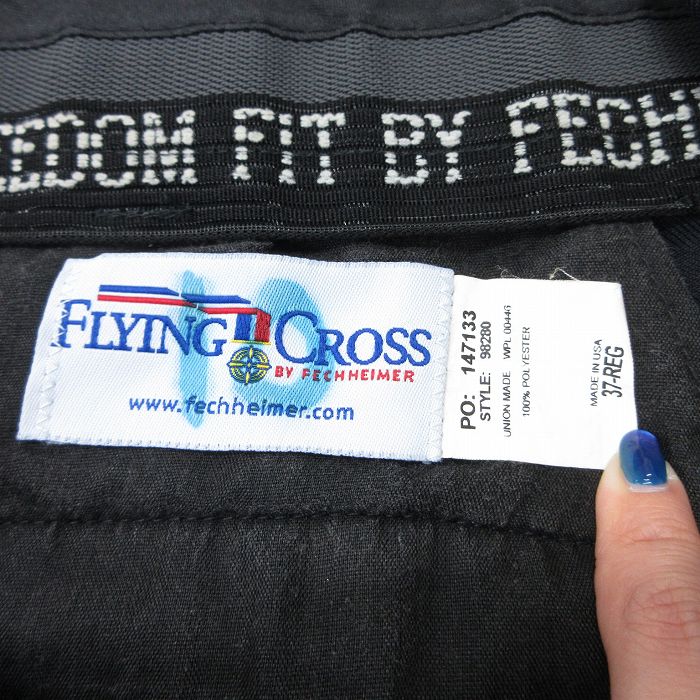 EEDOM FIT BY FECH
FLYING CROSS
BY FECHHEIMER
www.fechheimer.com
PO: 147133
STYLE: 98280
UNION MADE WPL 00446
100% POLYESTER
MADE IN USA
37-REG